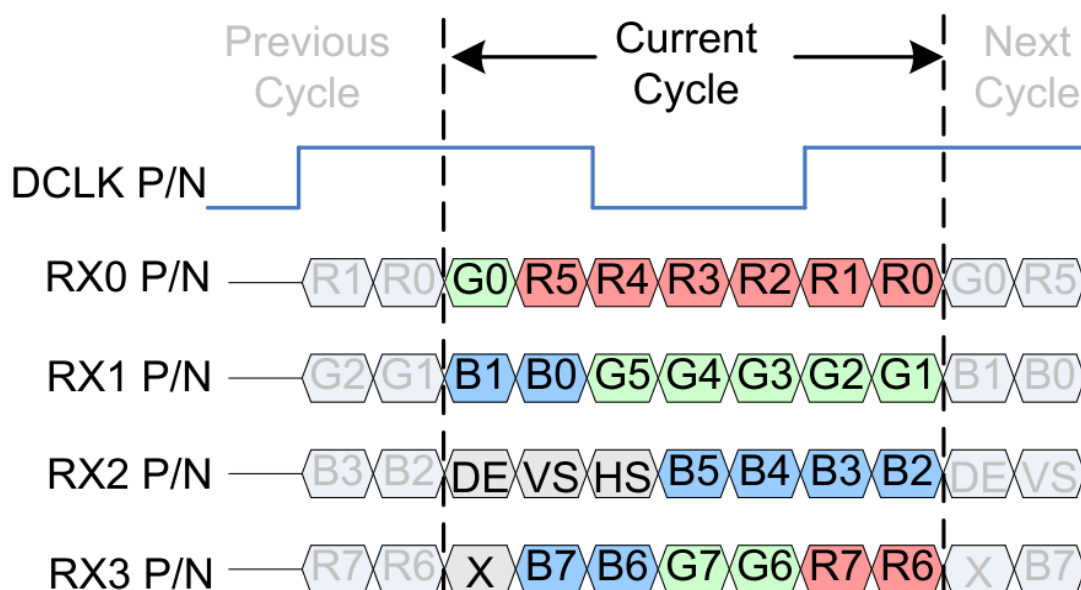 Previous Cycle
Current Cycle
Next Cycle
DCLK P/N
RX0 P/N R1 R0 G0 R5 R4 R3 R2 R1 R0 G0 R5
RX1 P/N G2 G1 B1 B0 G5 G4 G3 G2 G1 B1 B0
RX2 P/N B3 B2 DE VS HS B5 B4 B3 B2 DE VS
RX3 P/N R7 R6 X B7 B6 G7 G6 R7 R6 X B7